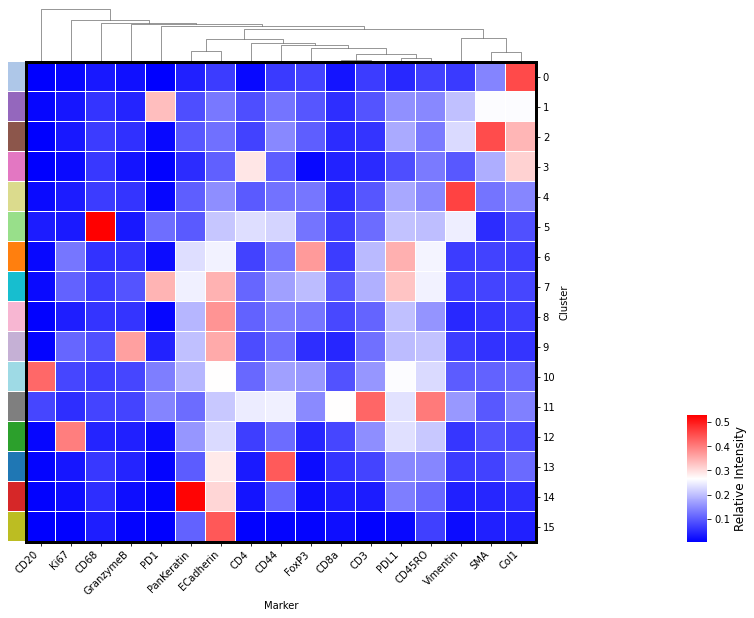 0
1
2
3
4
5
6
7
8
9
10
11
12
13
14
15
Cluster
CD20
Ki67
CD68
GranzymeB
PD1
PanKeratin
ECadherin
CD4
CD44
FoxP3
CD8a
CD3
PDL1
CD45RO
Vimentin
SMA
Col1
Marker
0.5
0.4
0.3
0.2
0.1
Relative Intensity